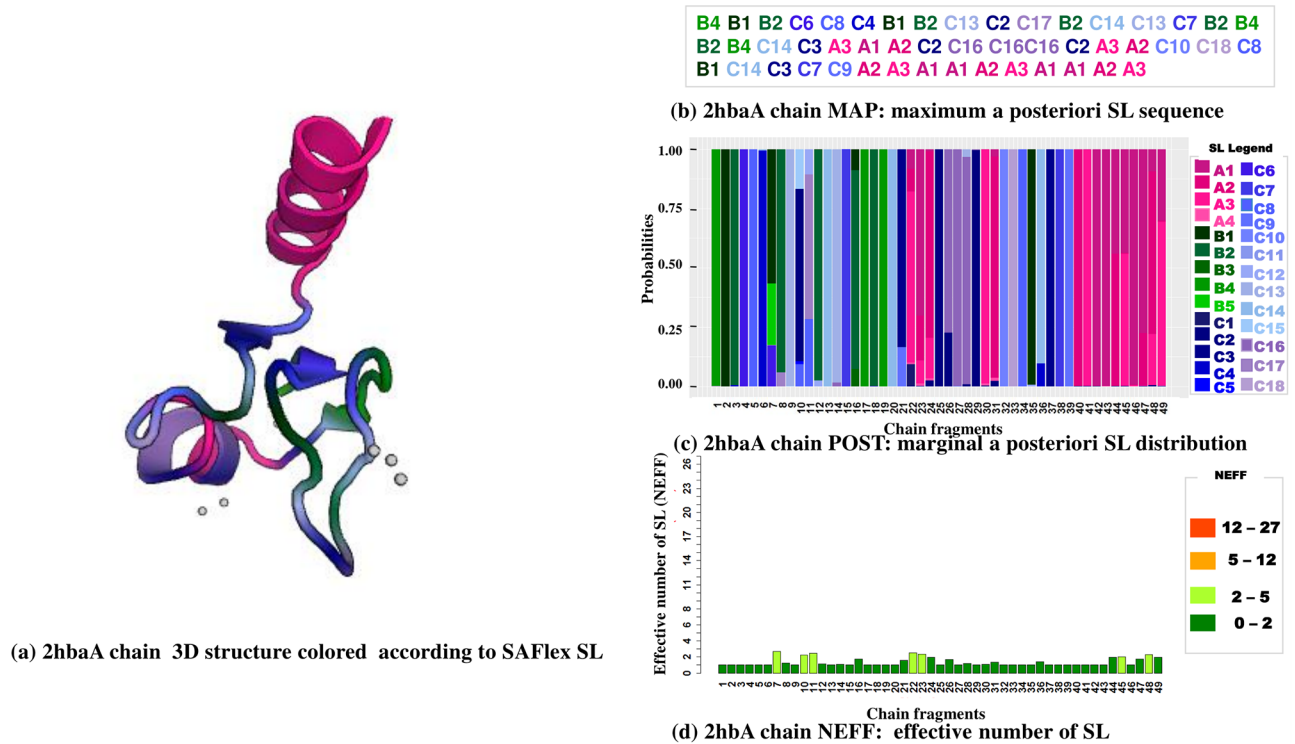 B4 B1 B2 C6 C8 C4 B1 B2 C13 C2 C17 B2 C14 C13 C7 B2 B4
B2 B4 C14 C3 A3 A1 A2 C2 C16 C16C16 C2 A3 A2 C10 C18 C8
B1 C14 C3 C7 C9 A2 A3 A1 A1 A2 A3 A1 A1 A2 A3
(b) 2hbaA chain MAP: maximum a posteriori SL sequence
Probabilities
1.00
0.75
0.50
0.25
0.00
1 2 3 4 5 6 7 8 9 10 11 12 13 14 15 16 17 18 19 20 21 22 23 24 25 26 27 28 29 30 31 32 33 34 35 36 37 38 39 40 41 42 43 44 45 46 47 48 49
Chain fragments
SL Legend
A1 C6
A2 C7
A3 C8
A4 C9
B1 C10
B2 C11
B3 C12
B4 C13
B5 C14
C1 C15
C2 C16
C3 C17
C4 C18
C5
(c) 2hbaA chain POST: marginal a posteriori SL distribution
Effective number of SL (NEFF)
26
23
20
17
14
11
8
6
4
2
0
1 2 3 4 5 6 7 8 9 10 11 12 13 14 15 16 17 18 19 20 21 22 23 24 25 26 27 28 29 30 31 32 33 34 35 36 37 38 39 40 41 42 43 44 45 46 47 48 49
Chain fragments
NEFF
12 – 27
5 – 12
2 – 5
0 – 2
(a) 2hbaA chain 3D structure colored according to SAFlex SL
(d) 2hbA chain NEFF: effective number of SL